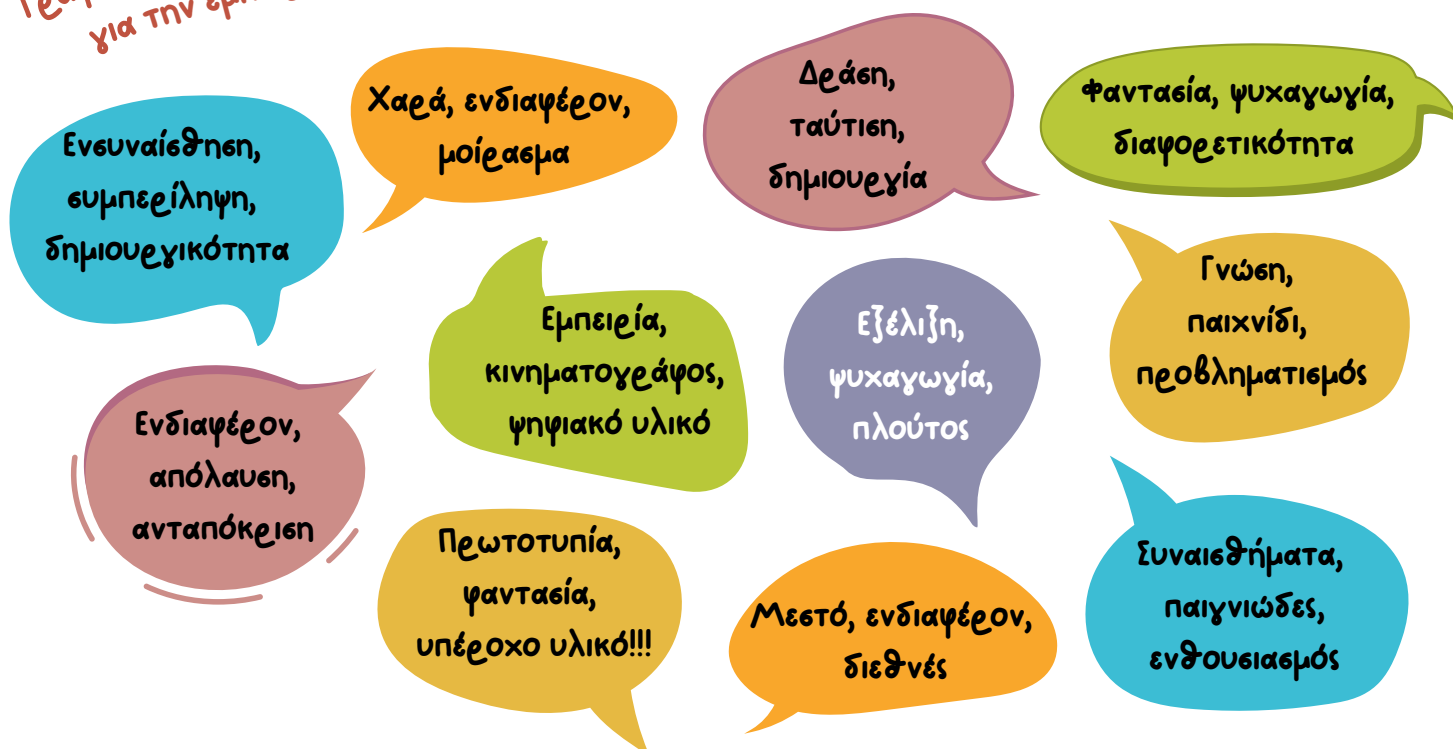 για την
Ενσυναίσθηση,
συμπερίληψη,
δημιουργικότητα
Χαρά, ενδιαφέρον,
μοίρασμα
Δράση,
ταύτιση,
δημιουργία
Φαντασία, ψυχαγωγία,
διαφορετικότητα
Εμπειρία,
κινηματογράφος,
ψηφιακό υλικό
Εξέλιξη,
ψυχαγωγία,
πλούτος
Γνώση,
παιχνίδι,
προβληματισμός
Ενδιαφέρον,
απόλαυση,
ανταπόκριση
Πρωτοτυπία,
φαντασία,
υπέροχο υλικό!!!
Μεστό, ενδιαφέρον,
διεθνές
Συναισθήματα,
παιγνιώδες,
ενθουσιασμός